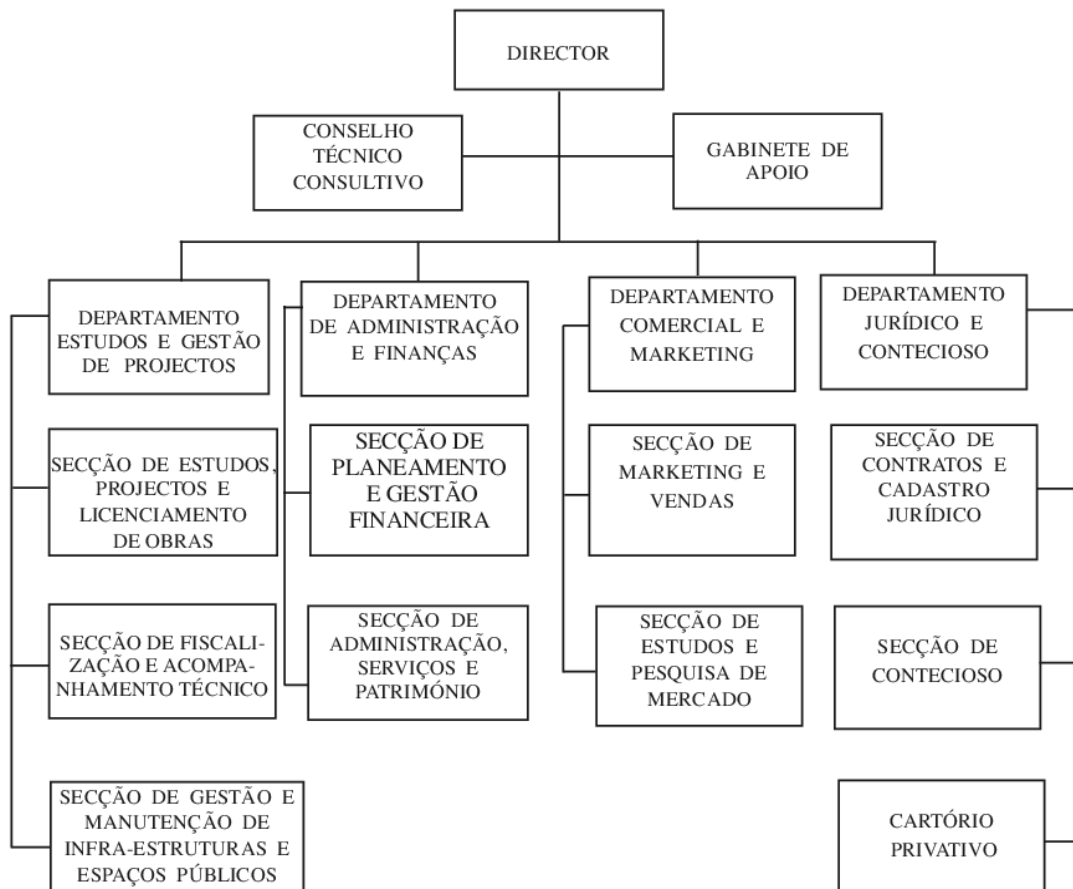 DIRECTOR
CONSELHO
TÉCNICO
CONSULTIVO
GABINETE DE
APOIO
DEPARTAMENTO
ESTUDOS E GESTÃO
DE PROJECTOS
DEPARTAMENTO
DE ADMINISTRAÇÃO
E FINANÇAS
DEPARTAMENTO
COMERCIAL E
MARKETING
DEPARTAMENTO
JURÍDICO E
CONTECIOSO
SECÇÃO DE ESTUDOS,
PROJECTOS E
LICENCIAMENTO
DE OBRAS
SECÇÃO DE
PLANEAMENTO
E GESTÃO
FINANCEIRA
SECÇÃO DE
MARKETING E
VENDAS
SECÇÃO DE
CONTRATOS E
CADASTRO
JURÍDICO
SECÇÃO DE FISCALI-
ZAÇÃO E ACOMPA-
NHAMENTO TÉCNICO
SECÇÃO DE
ADMINISTRAÇÃO,
SERVIÇOS E
PATRIMÓNIO
SECÇÃO DE
ESTUDOS E
PESQUISA DE
MERCADO
SECÇÃO DE
CONTECIOSO
SECÇÃO DE GESTÃO E
MANUTENÇÃO DE
INFRA-ESTRUTURAS E
ESPAÇOS PÚBLICOS
CARTÓRIO
PRIVATIVO